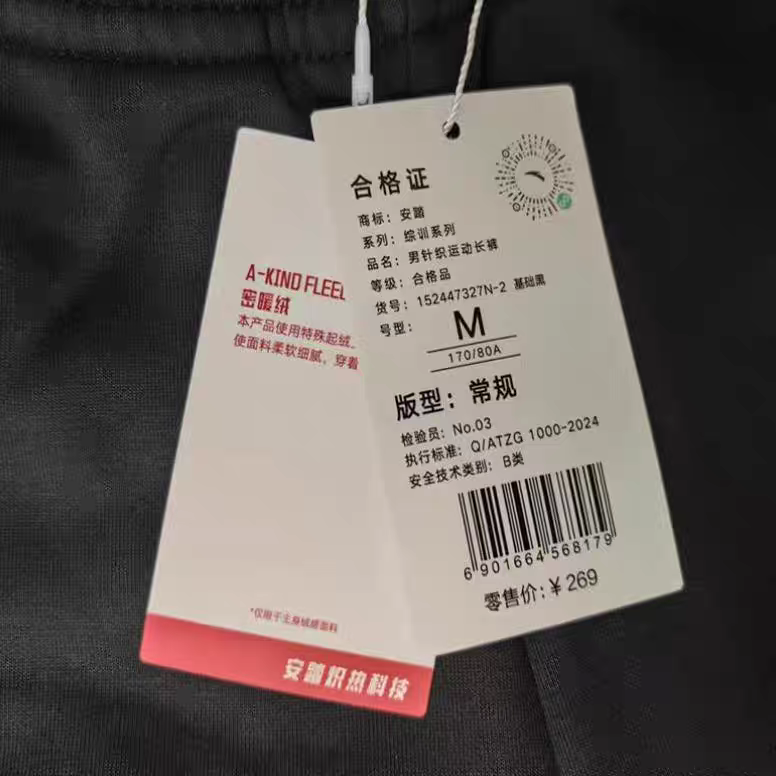 A-KIND FLEEC
密暖绒
本产品使用特殊起绒
使面料柔软细腻，穿着
*仅用于主身绒感面料
安踏炽热科技
合格证
商标：安踏
系列：综训系列
品名：男针织运动长裤
等级：合格品
货号：152447327N-2 基础黑
号型：M
170/80A
版型：常规
检验员：No.03
执行标准：Q/ATZG 1000-2024
安全技术类别：B类
6 901664 568179
零售价：¥ 269